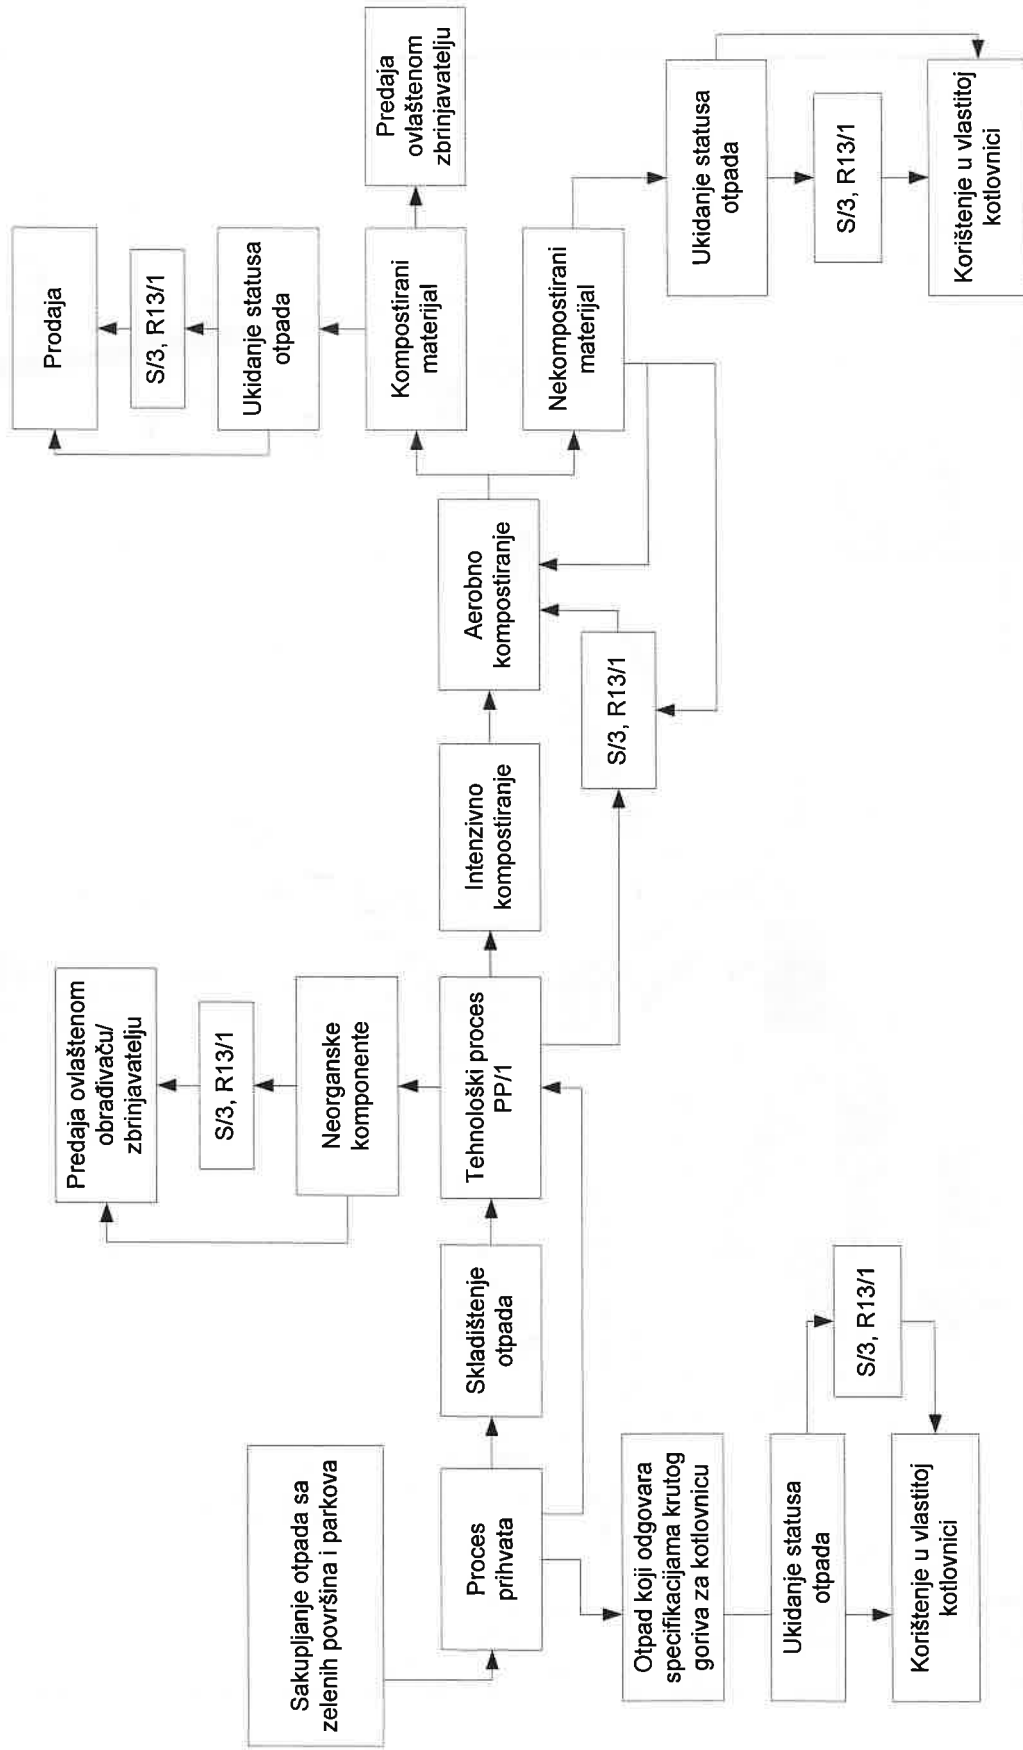 Sakupljanje otpada sa
zelenih površina i parkova
Proces
prihvata
Otpad koji odgovara
specifikacijama krutog
goriva za kotlovnicu
Ukidanje statusa
otpada
S/3, R13/1
Korištenje u vlastitoj
kotlovnici
Skladištenje
otpada
Tehnološki proces
PP/1
Neorganske
komponente
S/3, R13/1
Predaja ovlaštenom
obrađivaču/
zbrinjavatelju
Intenzivno
kompostiranje
S/3, R13/1
Aerobno
kompostiranje
Kompostirani
materijal
Ukidanje statusa
otpada
S/3, R13/1
Prodaja
Predaja
ovlaštenom
zbrinjavatelju
Nekompostirani
materijal
Ukidanje statusa
otpada
S/3, R13/1
Korištenje u vlastitoj
kotlovnici